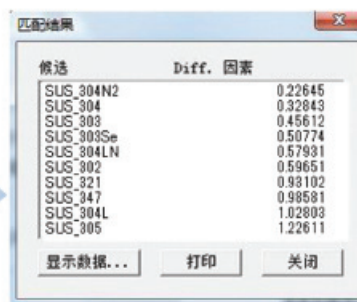 匹配结果
候选 Diff. 因素
SUS_304N2 0.22645
SUS_304 0.32843
SUS_303 0.45612
SUS_303Se 0.50774
SUS_304LN 0.57931
SUS_302 0.59651
SUS_321 0.93102
SUS_347 0.98581
SUS_304L 1.02803
SUS_305 1.22611
显示数据... 打印 关闭